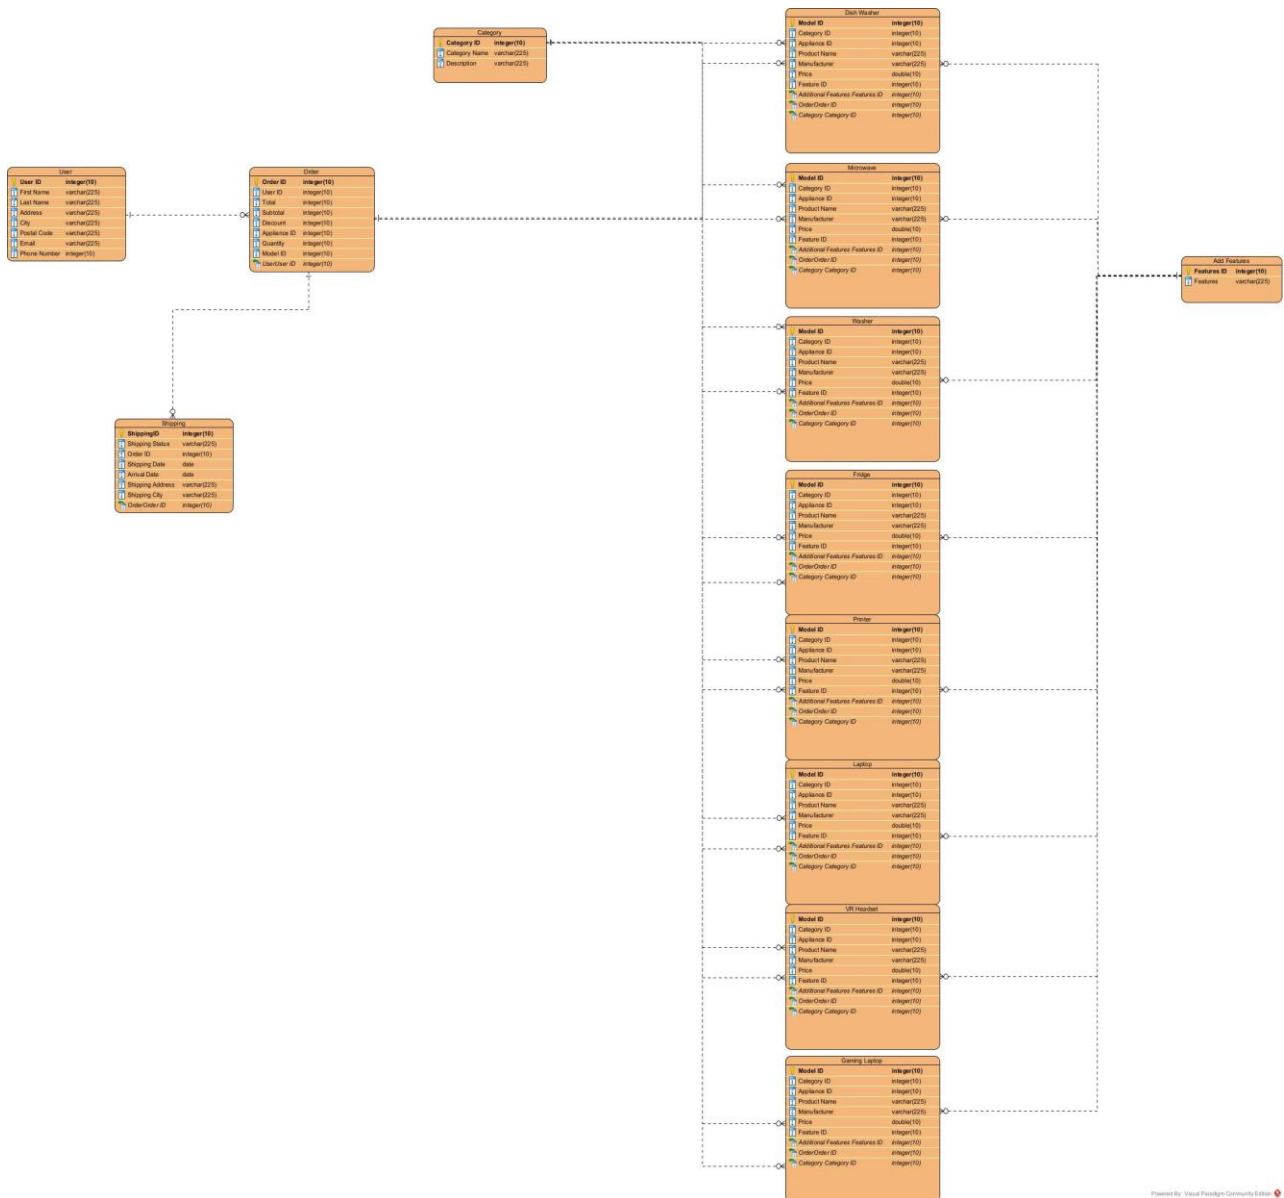 Category
Category ID integer(10)
Category Name varchar(225)
Description varchar(225)
User
User ID integer(10)
First Name varchar(225)
Last Name varchar(225)
Address varchar(225)
City varchar(225)
Postal Code varchar(225)
Email varchar(225)
Phone Number integer(10)
Order
Order ID integer(10)
User ID integer(10)
Total integer(10)
Subtotal integer(10)
Discount integer(10)
Appliance ID integer(10)
Quantity integer(10)
Model ID integer(10)
UserUser ID integer(10)
Shipping
ShippingID integer(10)
Shipping Status varchar(225)
Order ID integer(10)
Shipping Date date
Arrival Date date
Shipping Address varchar(225)
Shipping City varchar(225)
OrderOrder ID integer(10)
Dish Washer
Model ID integer(10)
Category ID integer(10)
Appliance ID integer(10)
Product Name varchar(225)
Manufacturer varchar(225)
Price double(10)
Feature ID integer(10)
Additional Features Features ID integer(10)
OrderOrder ID integer(10)
Category Category ID integer(10)
Microwave
Model ID integer(10)
Category ID integer(10)
Appliance ID integer(10)
Product Name varchar(225)
Manufacturer varchar(225)
Price double(10)
Feature ID integer(10)
Additional Features Features ID integer(10)
OrderOrder ID integer(10)
Category Category ID integer(10)
Washer
Model ID integer(10)
Category ID integer(10)
Appliance ID integer(10)
Product Name varchar(225)
Manufacturer varchar(225)
Price double(10)
Feature ID integer(10)
Additional Features Features ID integer(10)
OrderOrder ID integer(10)
Category Category ID integer(10)
Fridge
Model ID integer(10)
Category ID integer(10)
Appliance ID integer(10)
Product Name varchar(225)
Manufacturer varchar(225)
Price double(10)
Feature ID integer(10)
Additional Features Features ID integer(10)
OrderOrder ID integer(10)
Category Category ID integer(10)
Printer
Model ID integer(10)
Category ID integer(10)
Appliance ID integer(10)
Product Name varchar(225)
Manufacturer varchar(225)
Price double(10)
Feature ID integer(10)
Additional Features Features ID integer(10)
OrderOrder ID integer(10)
Category Category ID integer(10)
Laptop
Model ID integer(10)
Category ID integer(10)
Appliance ID integer(10)
Product Name varchar(225)
Manufacturer varchar(225)
Price double(10)
Feature ID integer(10)
Additional Features Features ID integer(10)
OrderOrder ID integer(10)
Category Category ID integer(10)
VR Headset
Model ID integer(10)
Category ID integer(10)
Appliance ID integer(10)
Product Name varchar(225)
Manufacturer varchar(225)
Price double(10)
Feature ID integer(10)
Additional Features Features ID integer(10)
OrderOrder ID integer(10)
Category Category ID integer(10)
Gaming Laptop
Model ID integer(10)
Category ID integer(10)
Appliance ID integer(10)
Product Name varchar(225)
Manufacturer varchar(225)
Price double(10)
Feature ID integer(10)
Additional Features Features ID integer(10)
OrderOrder ID integer(10)
Category Category ID integer(10)
Add Features
Features ID integer(10)
Features varchar(225)
Powered By Visual Paradigm Community Edition